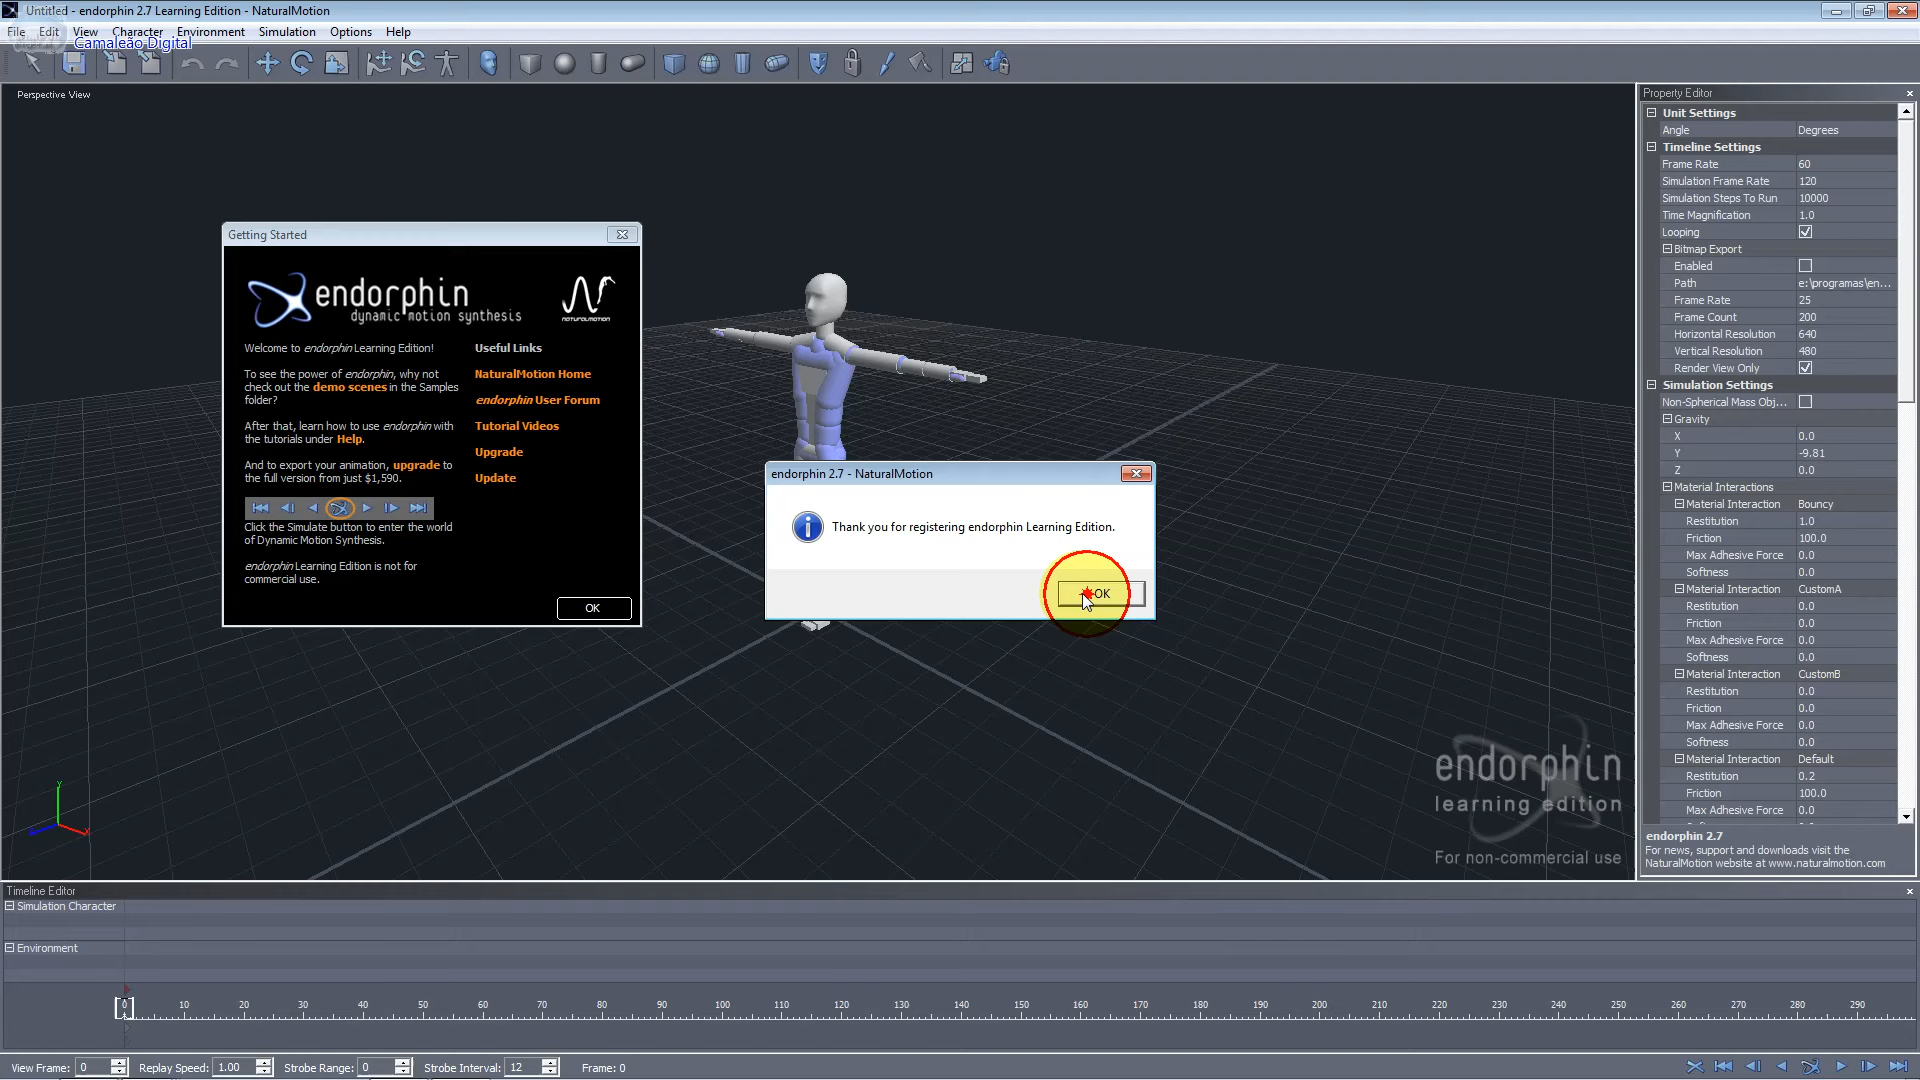 Untitled - endorphin 2.7 Learning Edition - NaturalMotion
File Edit View Character Environment Simulation Options Help
Camaleão Digital
Perspective View
Property Editor
Unit Settings
Angle Degrees
Timeline Settings
Frame Rate 60
Simulation Frame Rate 120
Simulation Steps To Run 10000
Time Magnification 1.0
Looping
Bitmap Export
Enabled
Path e:\programas\en...
Frame Rate 25
Frame Count 200
Horizontal Resolution 640
Vertical Resolution 480
Render View Only
Simulation Settings
Non-Spherical Mass Obj...
Gravity
X 0.0
Y -9.81
Z 0.0
Material Interactions
Material Interaction Bouncy
Restitution 1.0
Friction 100.0
Max Adhesive Force 0.0
Softness 0.0
Material Interaction CustomA
Restitution 0.0
Friction 0.0
Max Adhesive Force 0.0
Softness 0.0
Material Interaction CustomB
Restitution 0.0
Friction 0.0
Max Adhesive Force 0.0
Softness 0.0
Material Interaction Default
Restitution 0.2
Friction 100.0
Max Adhesive Force 0.0
endorphin 2.7
For news, support and downloads visit the
NaturalMotion website at www.naturalmotion.com
Getting Started
endorphin
dynamic motion synthesis
NATURALMOTION
Welcome to endorphin Learning Edition!
To see the power of endorphin, why not
check out the demo scenes in the Samples
folder?
After that, learn how to use endorphin with
the tutorials under Help.
And to export your animation, upgrade to
the full version from just $1,590.
Click the Simulate button to enter the world
of Dynamic Motion Synthesis.
endorphin Learning Edition is not for
commercial use.
Useful Links
NaturalMotion Home
endorphin User Forum
Tutorial Videos
Upgrade
Update
OK
endorphin 2.7 - NaturalMotion
Thank you for registering endorphin Learning Edition.
OK
Y
X
endorphin
learning edition
For non-commercial use
Timeline Editor
Simulation Character
Environment
0 10 20 30 40 50 60 70 80 90 100 110 120 130 140 150 160 170 180 190 200 210 220 230 240 250 260 270 280 290
View Frame: 0 Replay Speed: 1.00 Strobe Range: 0 Strobe Interval: 12 Frame: 0